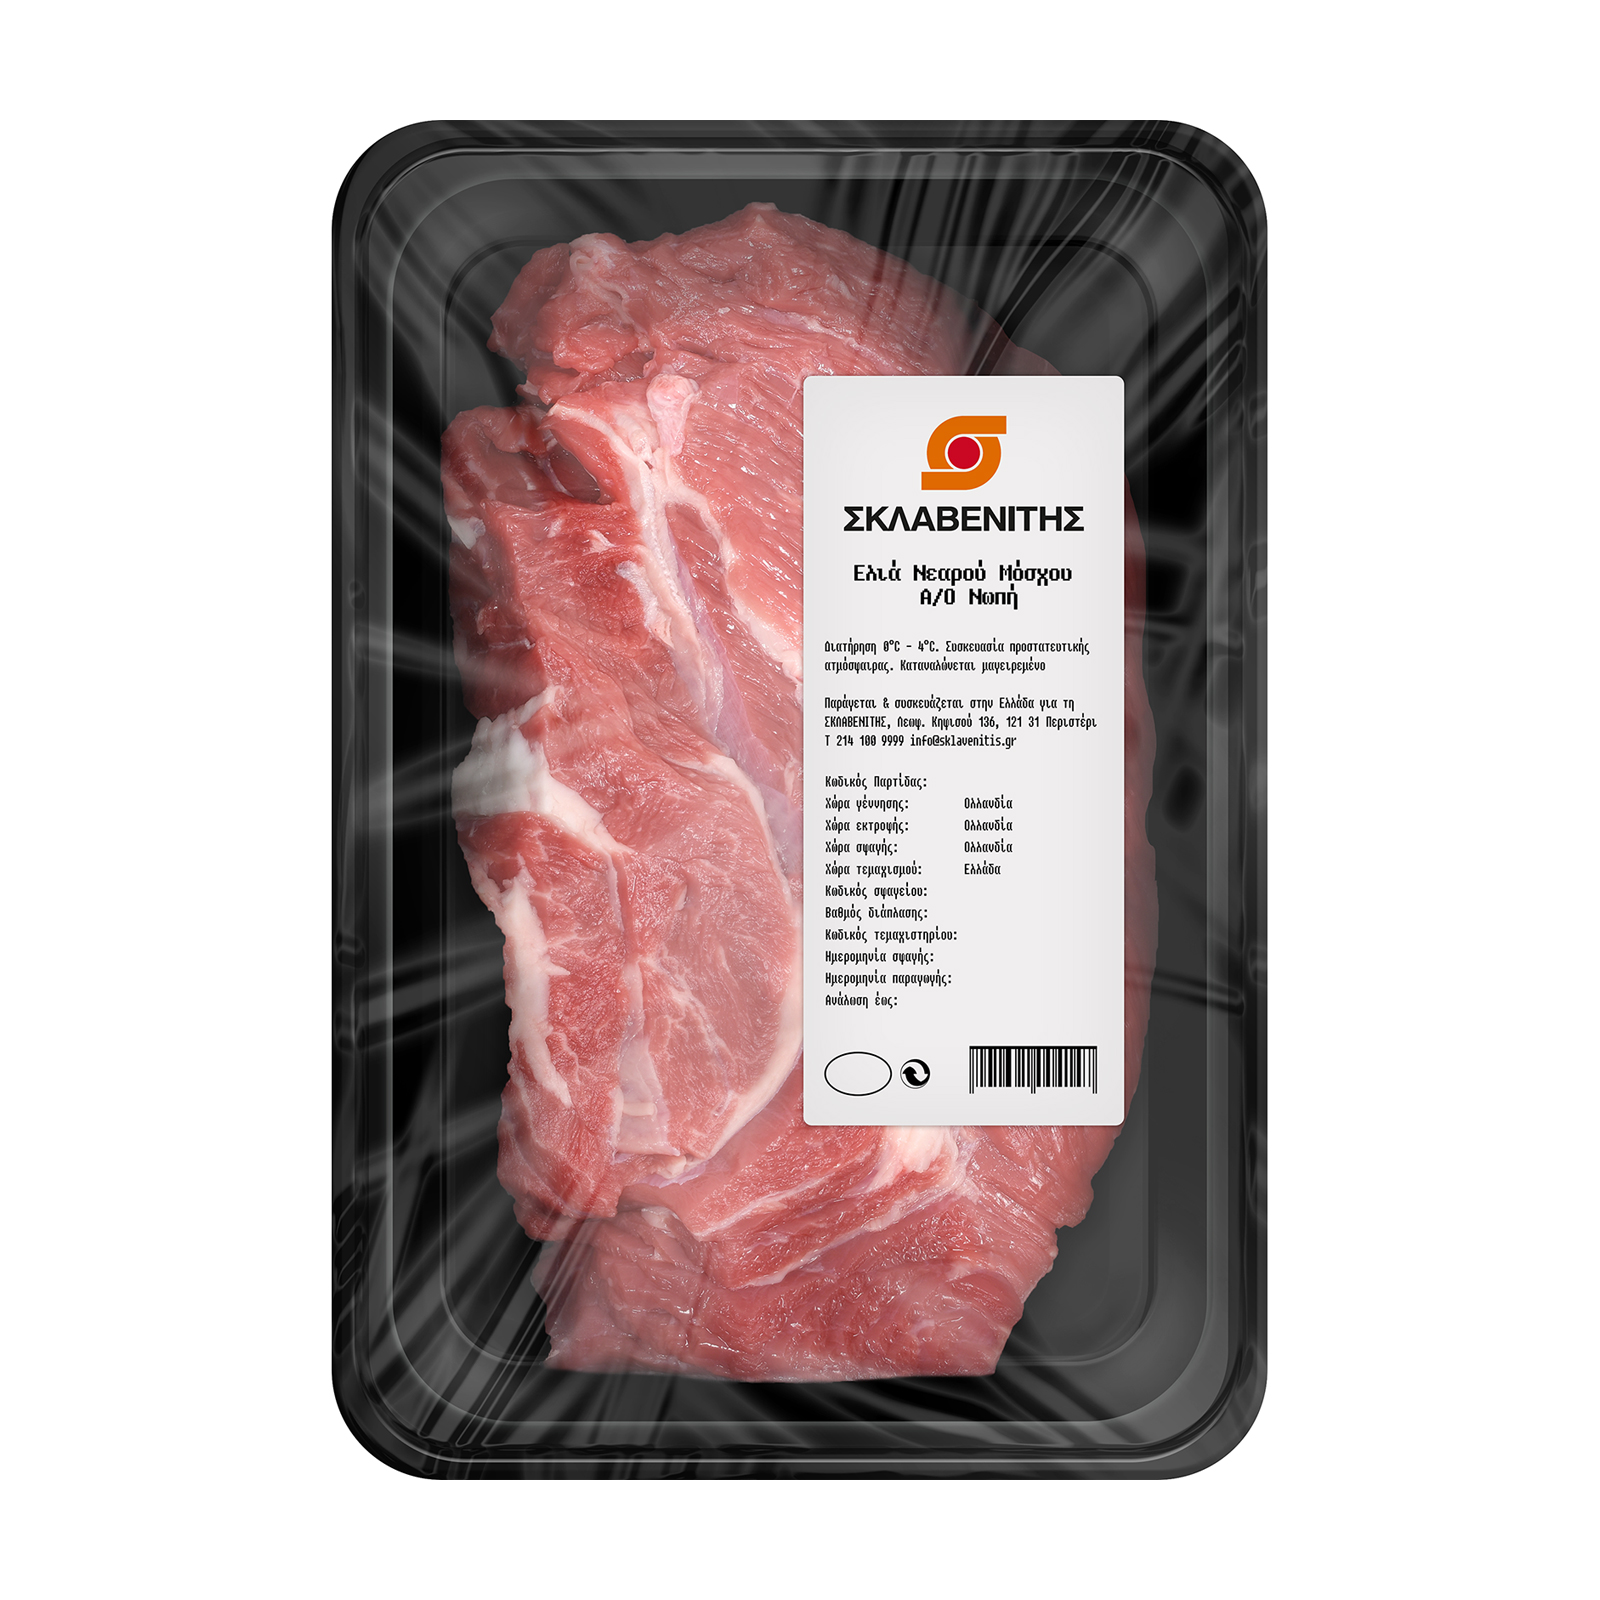 ΣΚΛΑΒΕΝΙΤΗΣ
Ελιά Νεαρού Μόσχου
Α/Ο Νωπή
Διατήρηση 0°C - 4°C. Συσκευασία προστατευτικής
ατμόσφαιρας. Καταναλώνεται μαγειρεμένο
Παράγεται & συσκευάζεται στην Ελλάδα για τη
ΣΚΛΑΒΕΝΙΤΗΣ, Λεωφ. Κηφισού 136, 121 31 Περιστέρι
Τ 214 100 9999 info@sklavenitis.gr
Κωδικός Παρτίδας:
Χώρα γέννησης: Ολλανδία
Χώρα εκτροφής: Ολλανδία
Χώρα σφαγής: Ολλανδία
Χώρα τεμαχισμού: Ελλάδα
Κωδικός σφαγείου:
Βαθμός διάπλασης:
Κωδικός τεμαχιστηρίου:
Ημερομηνία σφαγής:
Ημερομηνία παραγωγής:
Ανάλωση έως: